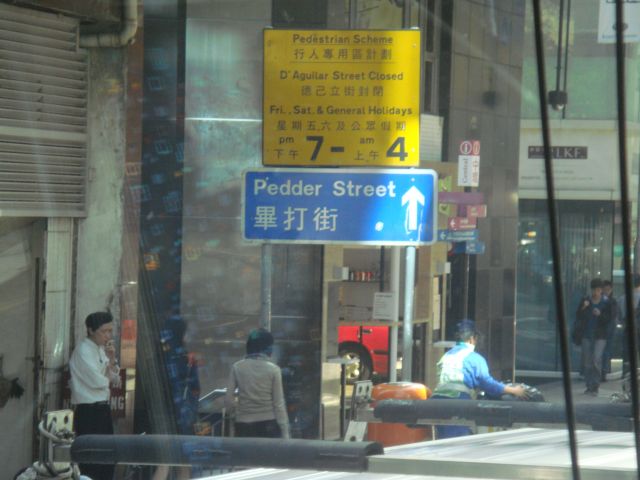 Pedestrian Scheme
行人專用區計劃
D'Aguilar Street Closed
德己立街封閉
Fri., Sat. & General Holidays
星期五六及公眾假期
pm 7 - am 4
下午 上午
Pedder Street
畢打街
Central
LKF